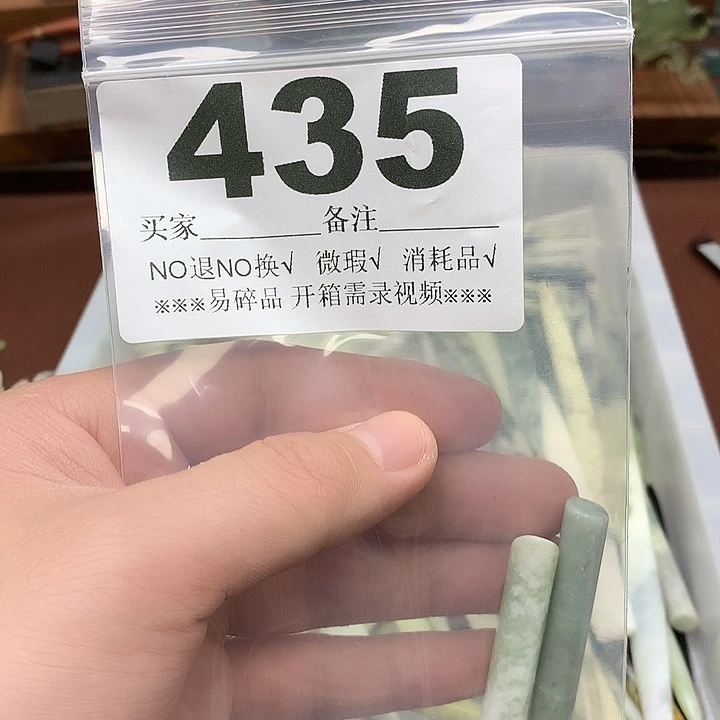 435
买家________备注________
NO退NO换√ 微瑕√ 消耗品√
※※※易碎品 开箱需录视频※※※